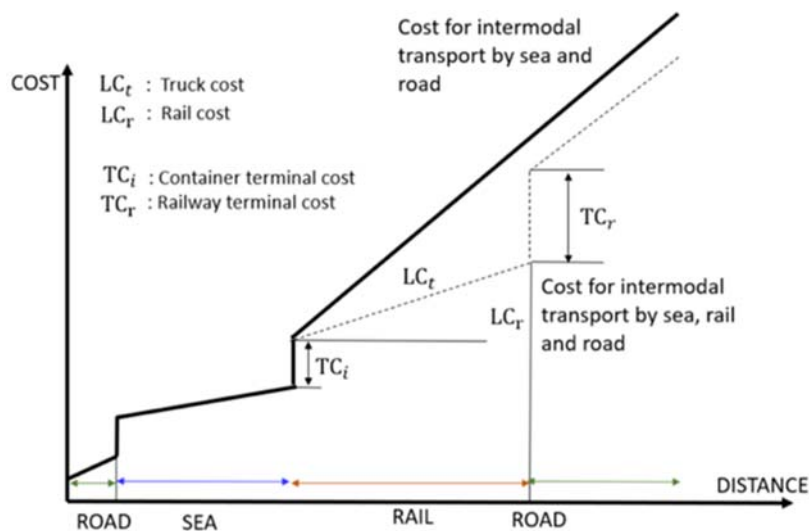 Cost for intermodal
transport by sea and
road
COST
LCₜ : Truck cost
LCᵣ : Rail cost
TCᵢ : Container terminal cost
TCᵣ : Railway terminal cost
TCᵣ
LCₜ
Cost for intermodal
transport by sea, rail
and road
LCᵣ
TCᵢ
DISTANCE
ROAD SEA RAIL ROAD